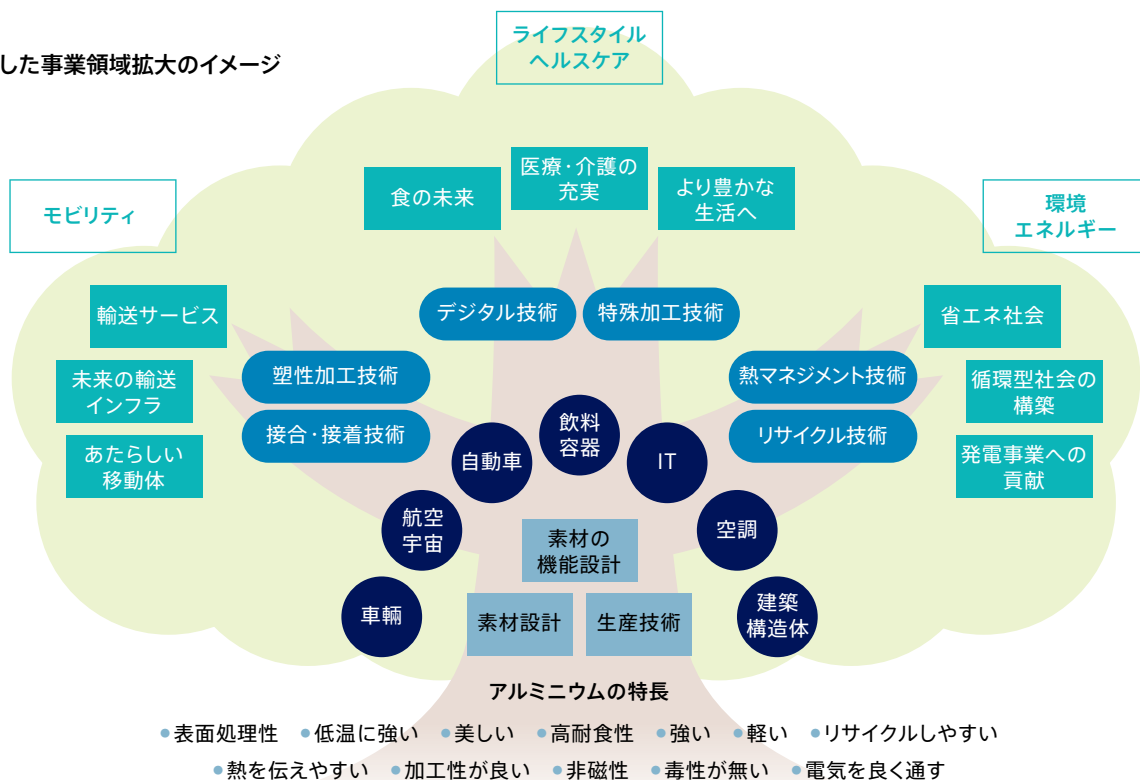 した事業領域拡大のイメージ
ライフスタイル
ヘルスケア
モビリティ
環境
エネルギー
食の未来
医療・介護の
充実
より豊かな
生活へ
輸送サービス
未来の輸送
インフラ
あたらしい
移動体
省エネ社会
循環型社会の
構築
発電事業への
貢献
デジタル技術
特殊加工技術
塑性加工技術
接合・接着技術
熱マネジメント技術
リサイクル技術
車輛
航空
宇宙
自動車
飲料
容器
IT
空調
建築
構造体
素材の
機能設計
素材設計
生産技術
アルミニウムの特長
●表面処理性 ●低温に強い ●美しい ●高耐食性 ●強い ●軽い ●リサイクルしやすい
●熱を伝えやすい ●加工性が良い ●非磁性 ●毒性が無い ●電気を良く通す